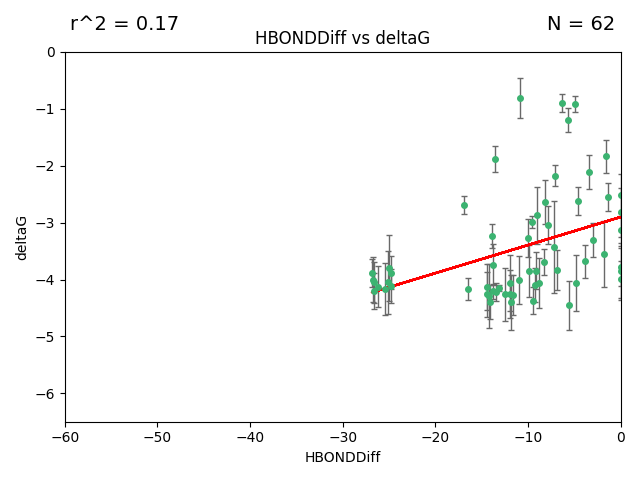 r^2 = 0.17
N = 62
HBONDDiff vs deltaG
0
−1
−2
−3
−4
−5
−6
deltaG
−60
−50
−40
−30
−20
−10
0
HBONDDiff